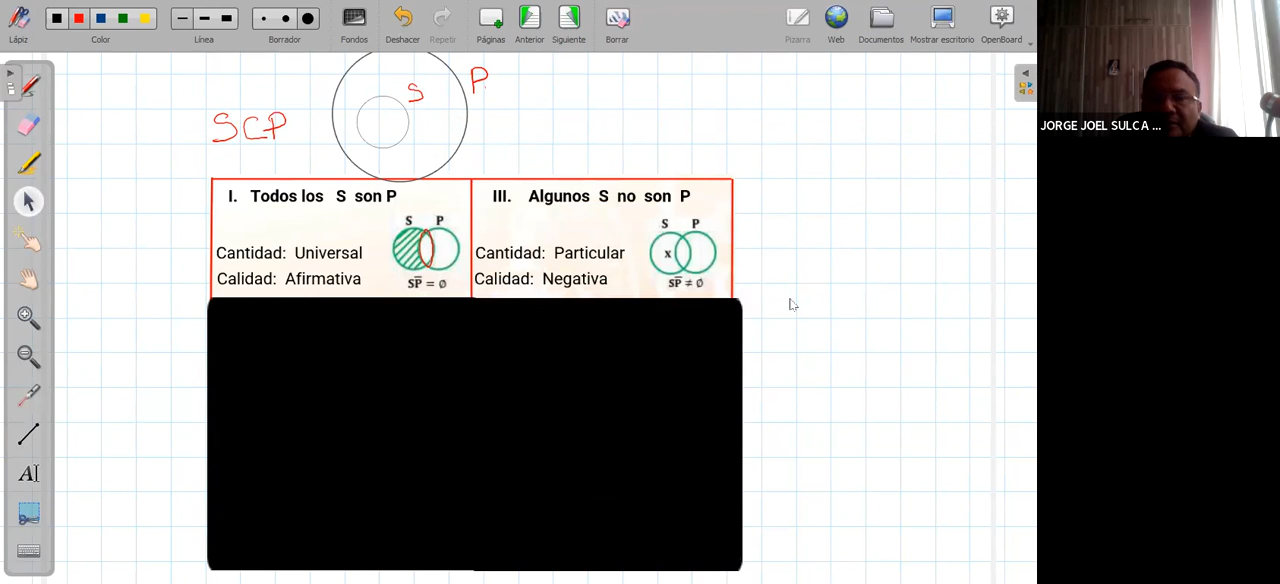 Lápiz
Color
Línea
Borrador
Fondos
Deshacer
Repetir
Páginas
Anterior
Siguiente
Borrar
Pizarra
Web
Documentos
Mostrar escritorio
OpenBoard
JORGE JOEL SULCA ...
S
P
S⊂P
I. Todos los S son P
S P
Cantidad: Universal
Calidad: Afirmativa
SP̅ = ∅
III. Algunos S no son P
S P
x
Cantidad: Particular
Calidad: Negativa
SP̅ ≠ ∅